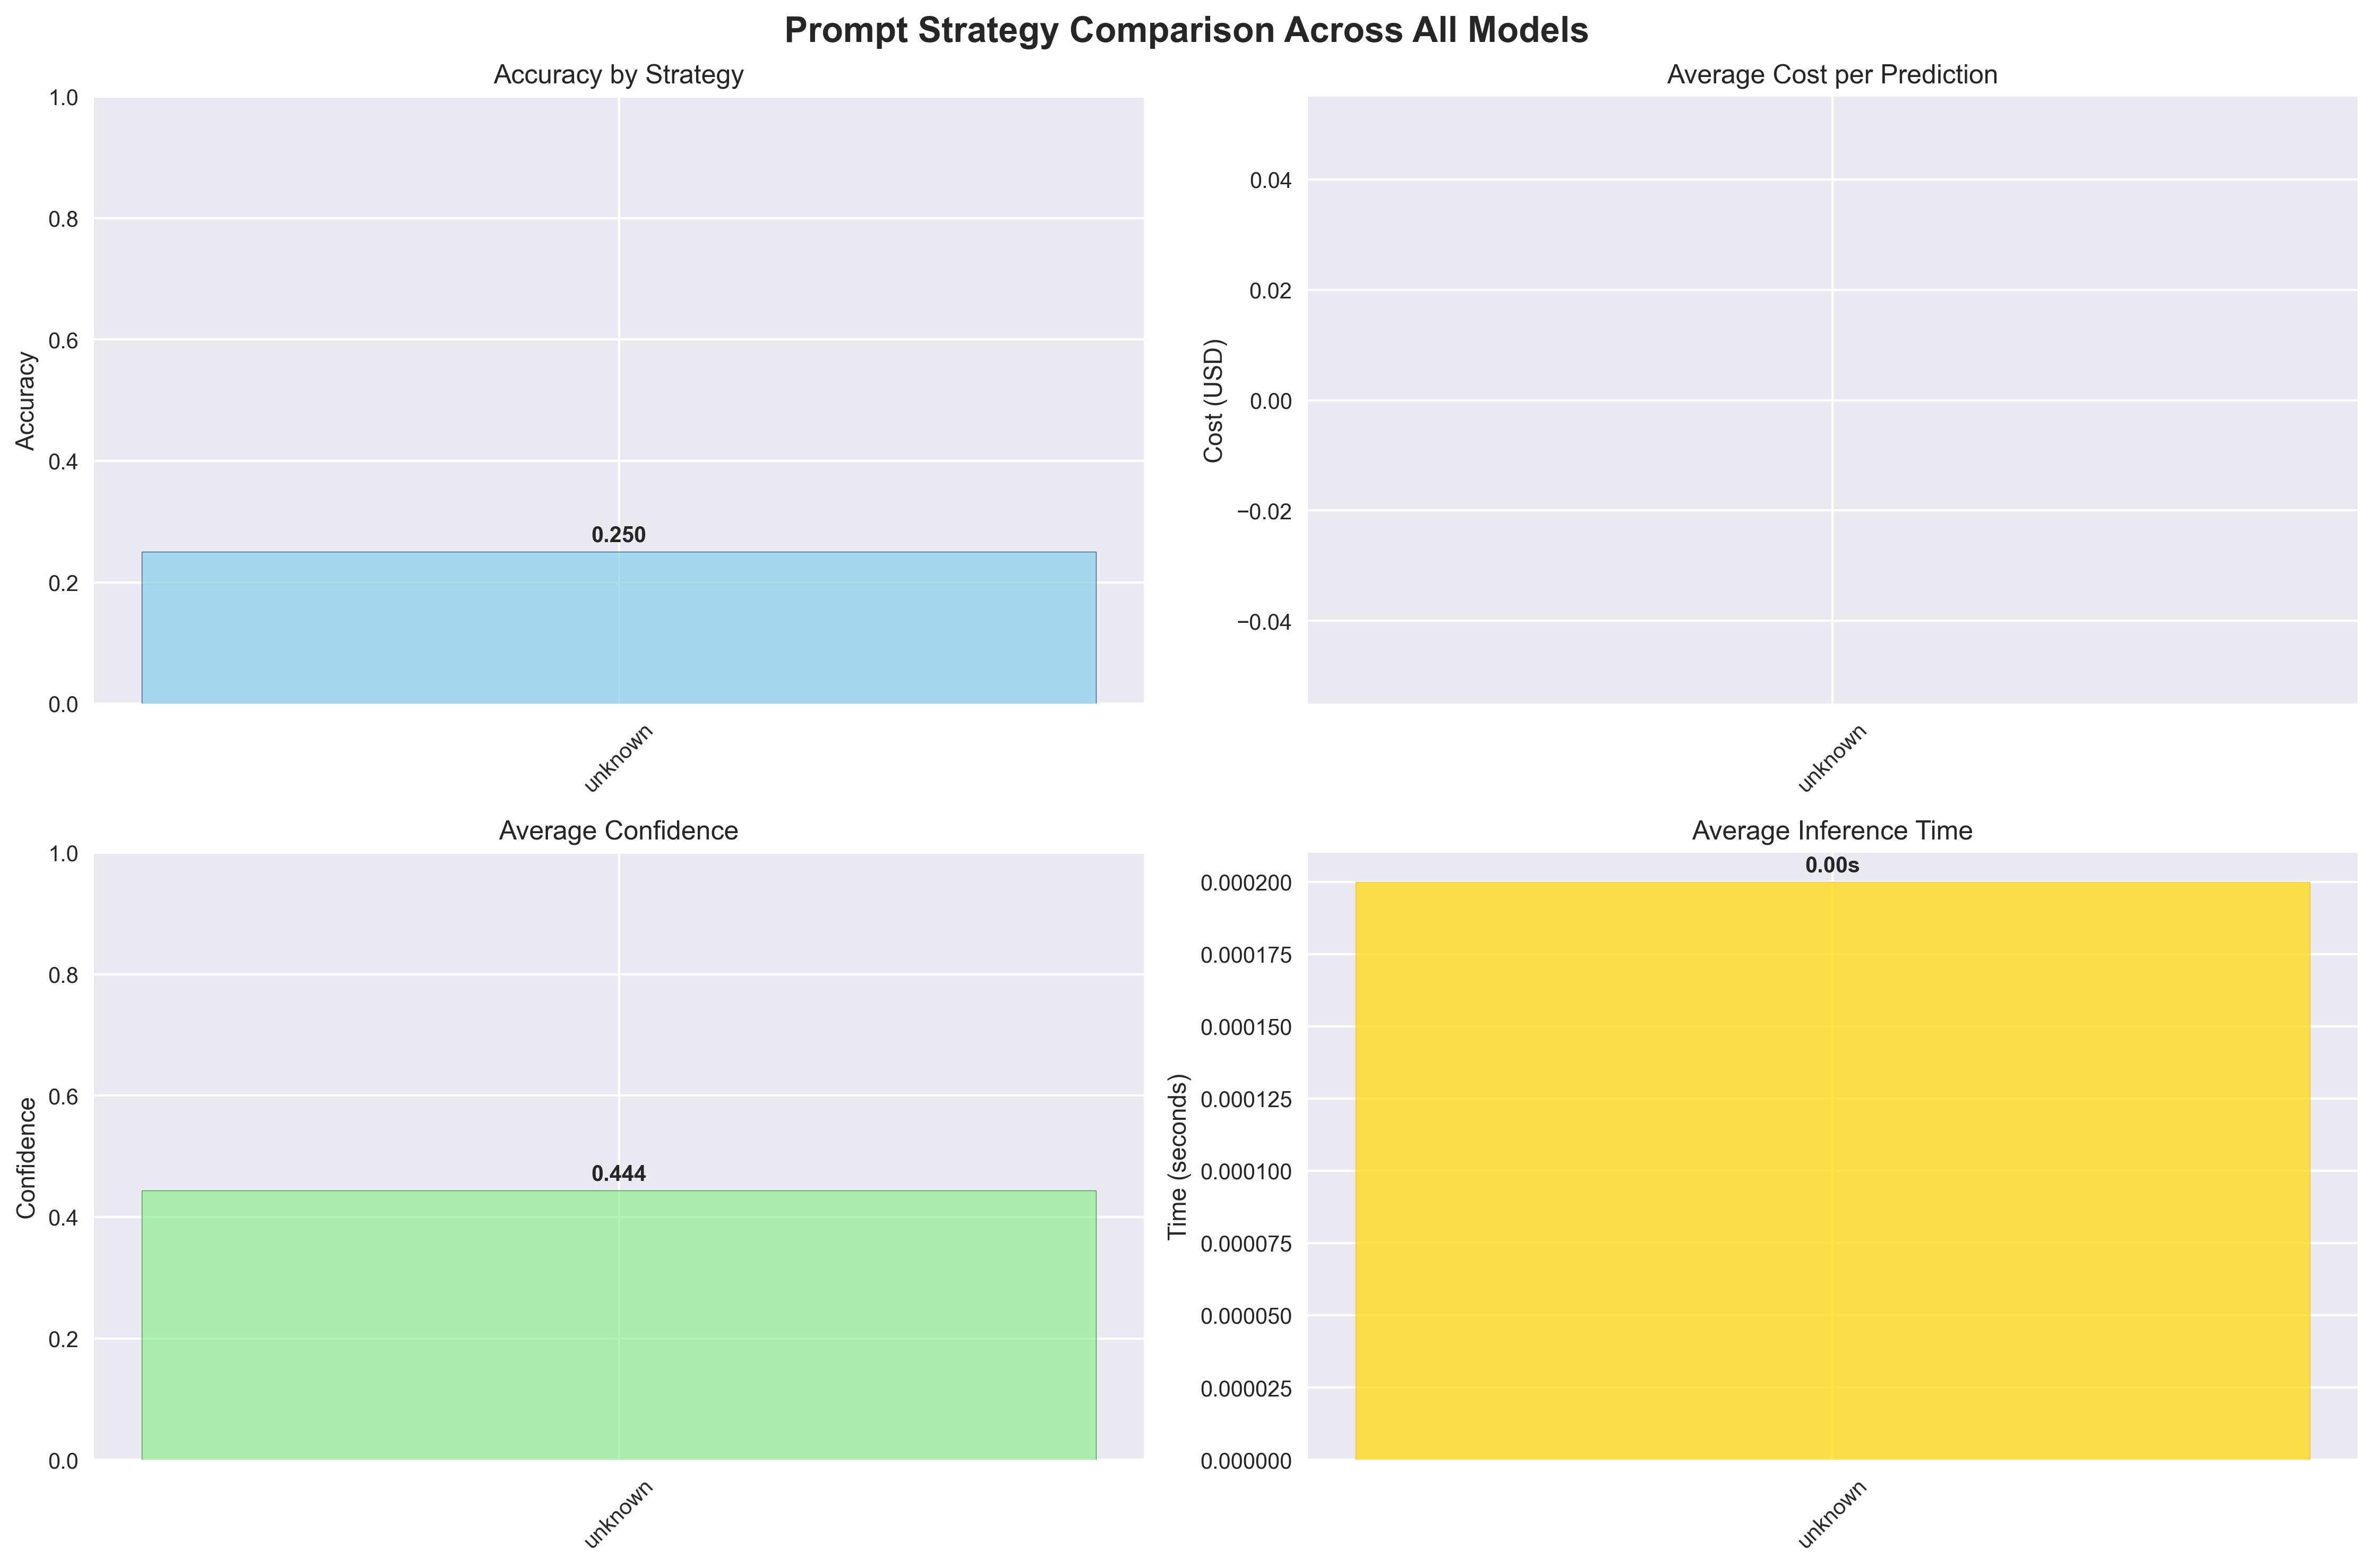 Prompt Strategy Comparison Across All Models
Accuracy by Strategy
1.0
0.8
0.6
0.4
0.2
0.0
Accuracy
0.250
unknown
Average Cost per Prediction
0.04
0.02
0.00
−0.02
−0.04
Cost (USD)
unknown
Average Confidence
1.0
0.8
0.6
0.4
0.2
0.0
Confidence
0.444
unknown
Average Inference Time
0.00s
0.000200
0.000175
0.000150
0.000125
0.000100
0.000075
0.000050
0.000025
0.000000
Time (seconds)
unknown